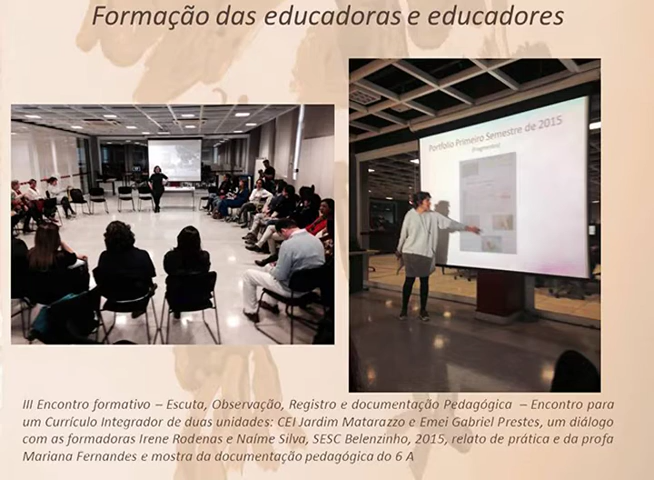 Formação das educadoras e educadores
Portfolio Primeiro Semestre de 2015
(Fragmentos)
III Encontro formativo – Escuta, Observação, Registro e documentação Pedagógica – Encontro para
um Currículo Integrador de duas unidades: CEI Jardim Matarazzo e Emei Gabriel Prestes, um diálogo
com as formadoras Irene Rodenas e Naíme Silva, SESC Belenzinho, 2015, relato de prática e da profa
Mariana Fernandes e mostra da documentação pedagógica do 6 A